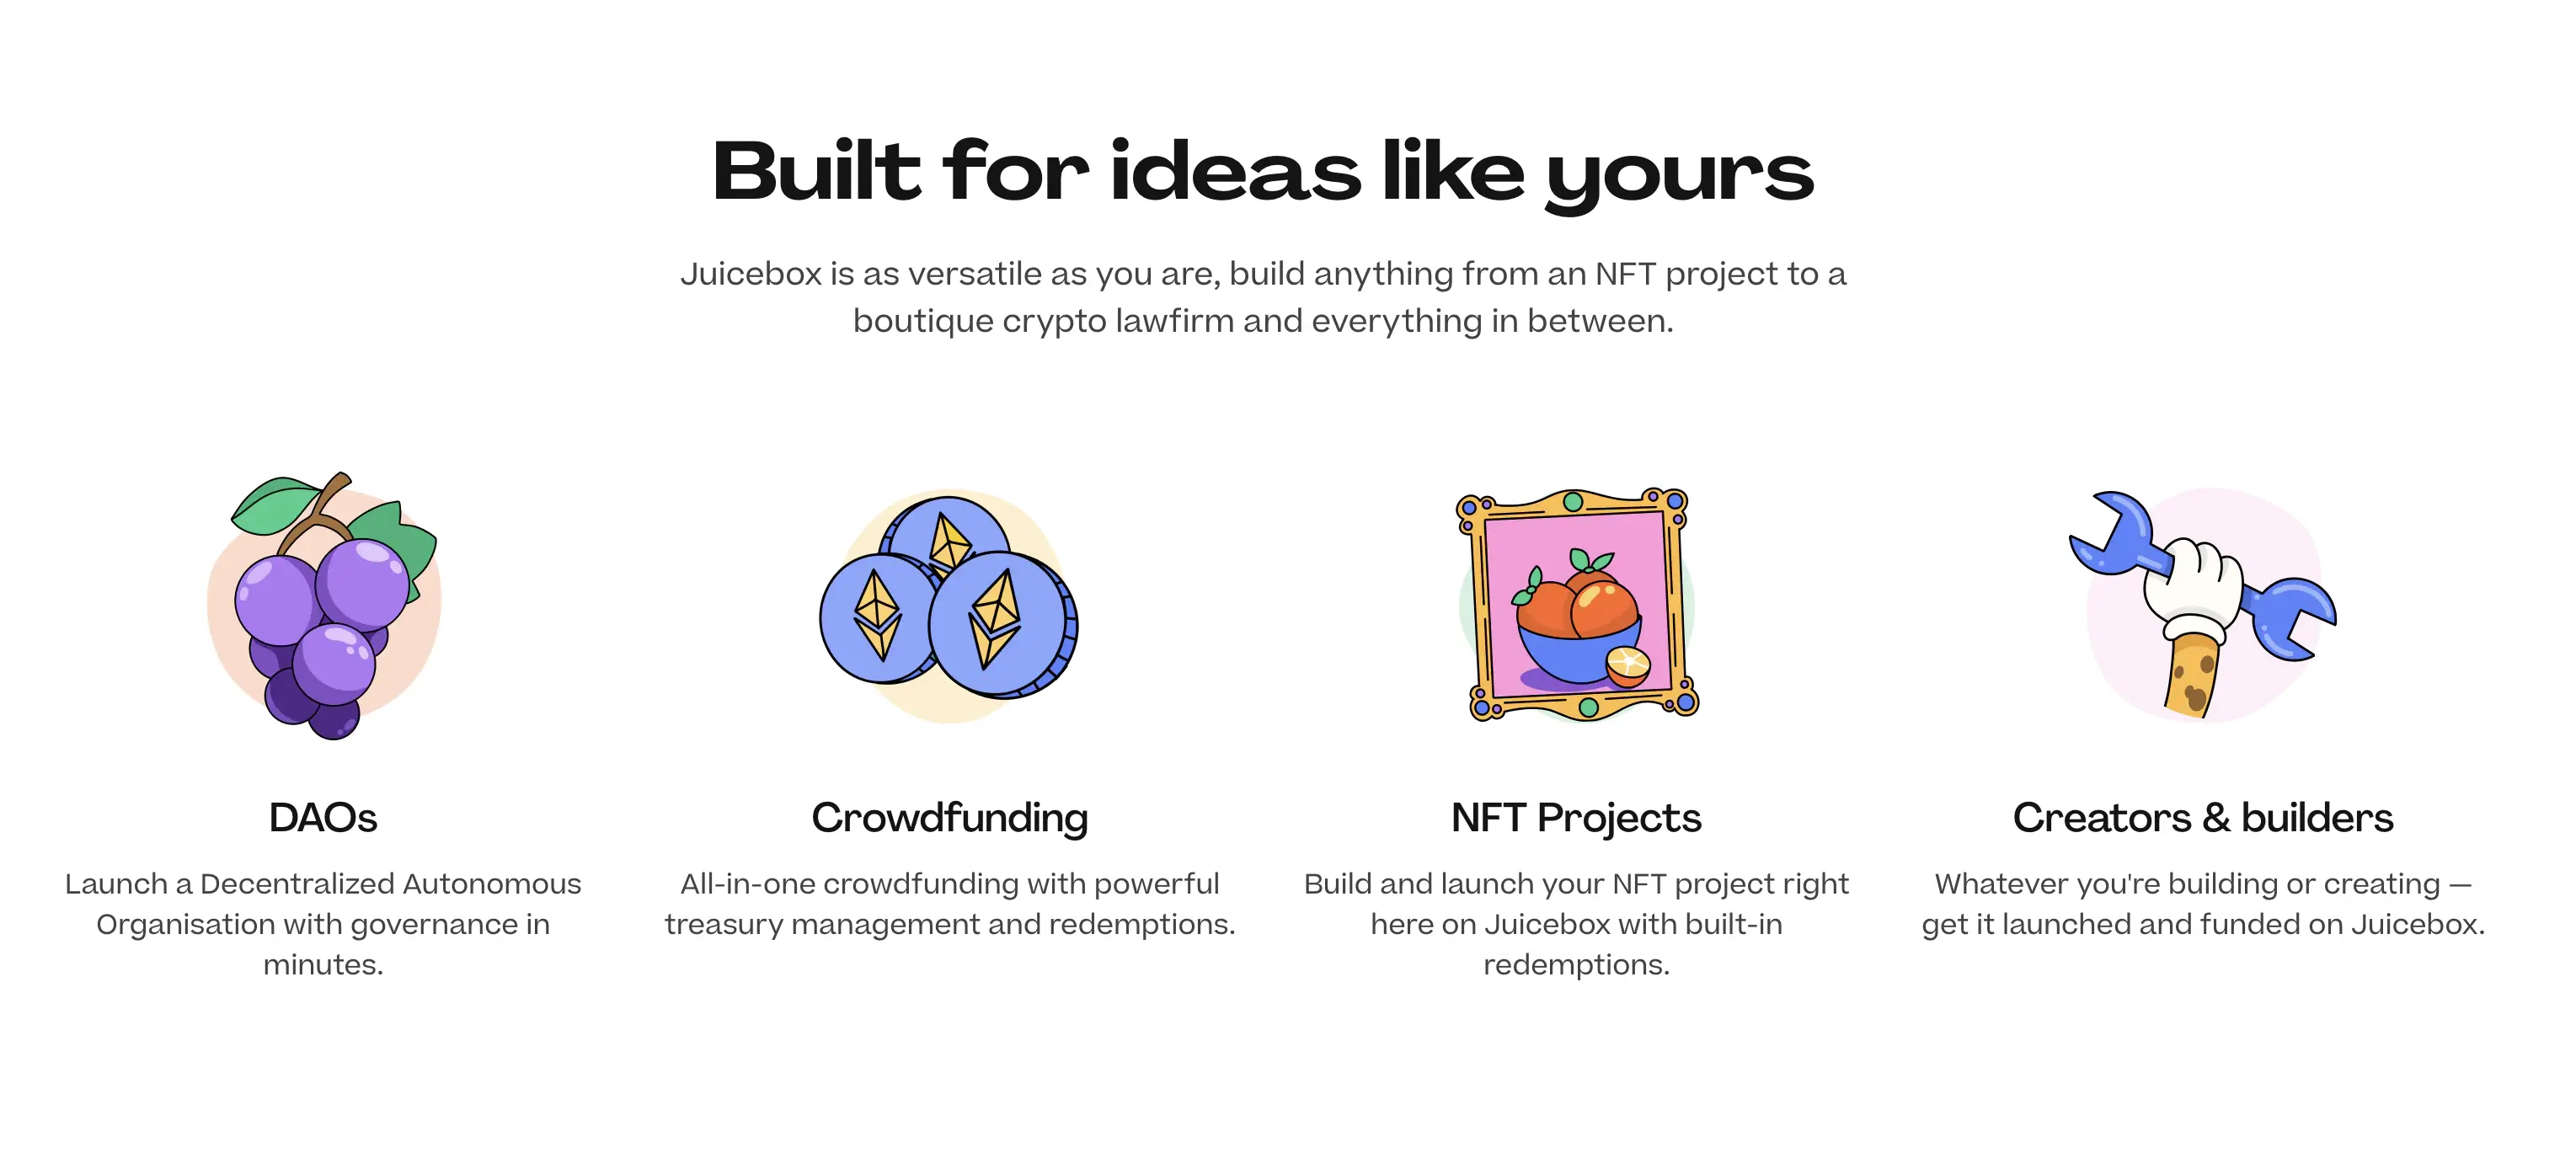 Built for ideas like yours
Juicebox is as versatile as you are, build anything from an NFT project to a
boutique crypto lawfirm and everything in between.
DAOs
Launch a Decentralized Autonomous
Organisation with governance in
minutes.
Crowdfunding
All-in-one crowdfunding with powerful
treasury management and redemptions.
NFT Projects
Build and launch your NFT project right
here on Juicebox with built-in
redemptions.
Creators & builders
Whatever you're building or creating —
get it launched and funded on Juicebox.